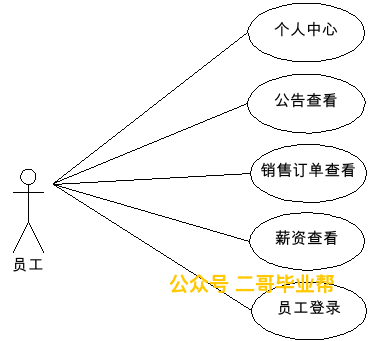 个人中心
公告查看
销售订单查看
薪资查看
员工
公众号 二哥毕业帮
员工登录